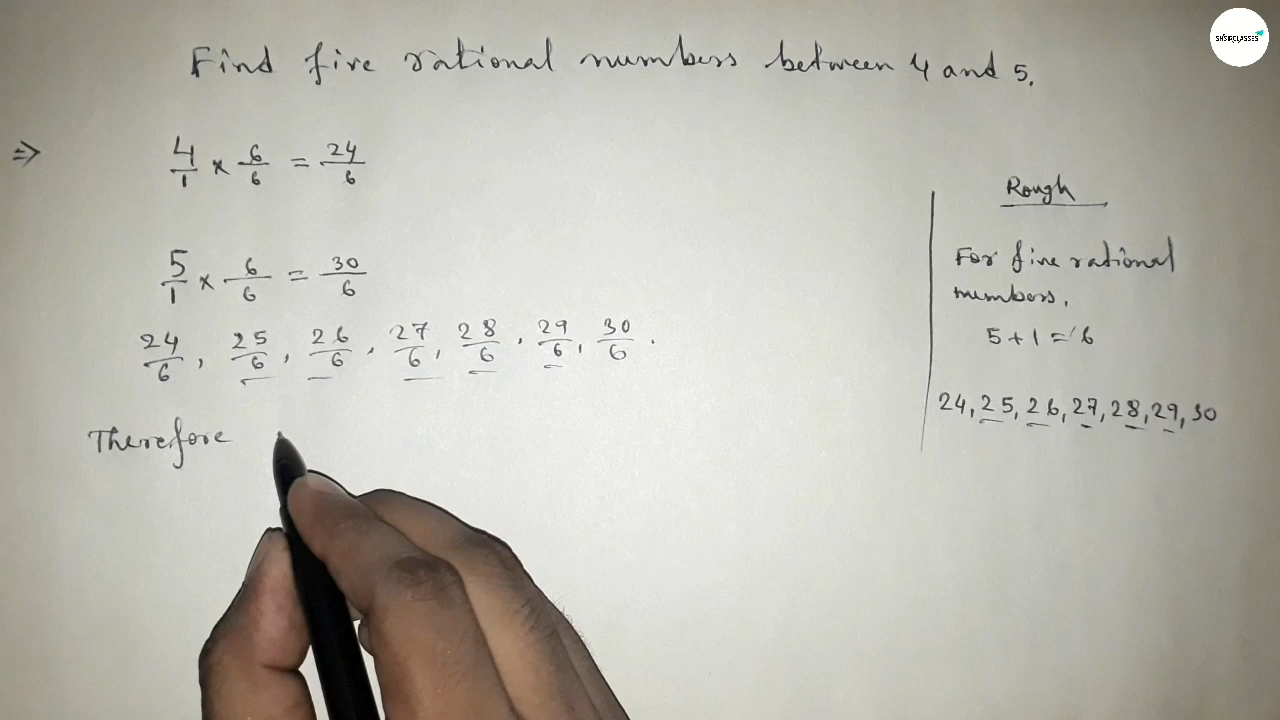 SHSIRCLASSES
Find five rational numbers between 4 and 5.
⇒ 4/1 × 6/6 = 24/6
5/1 × 6/6 = 30/6
24/6, 25/6, 26/6, 27/6, 28/6, 29/6, 30/6.
Therefore
Rough
For five rational
numbers.
5 + 1 = 6
24, 25, 26, 27, 28, 29, 30